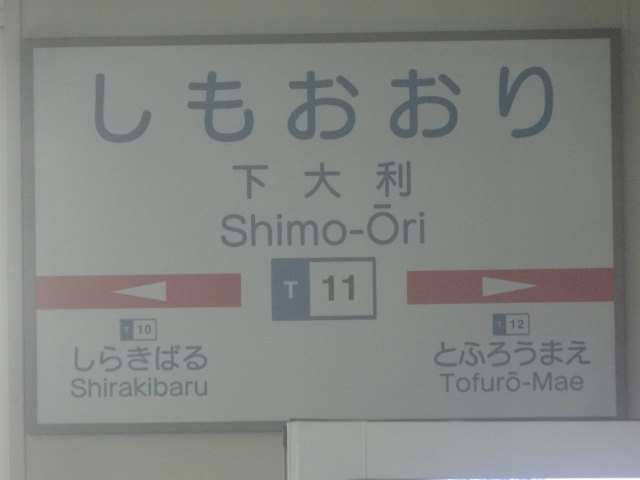 しもおおり
下大利
Shimo-Ōri
T 11
T 10
しらきばる
Shirakibaru
T 12
とふろうまえ
Tofurō-Mae